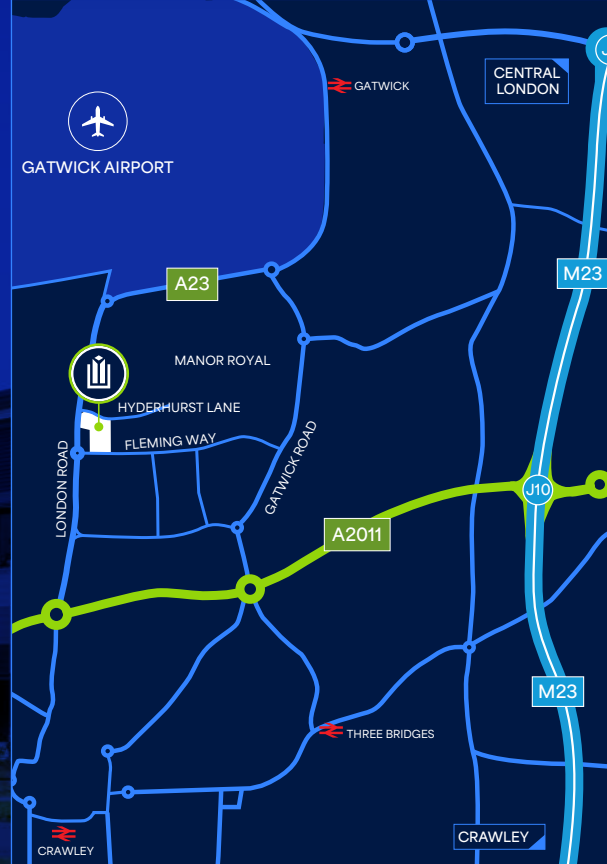 GATWICK
CENTRAL
LONDON
GATWICK AIRPORT
M23
A23
MANOR ROYAL
HYDERHURST LANE
FLEMING WAY
LONDON ROAD
GATWICK ROAD
J10
A2011
M23
THREE BRIDGES
CRAWLEY
CRAWLEY